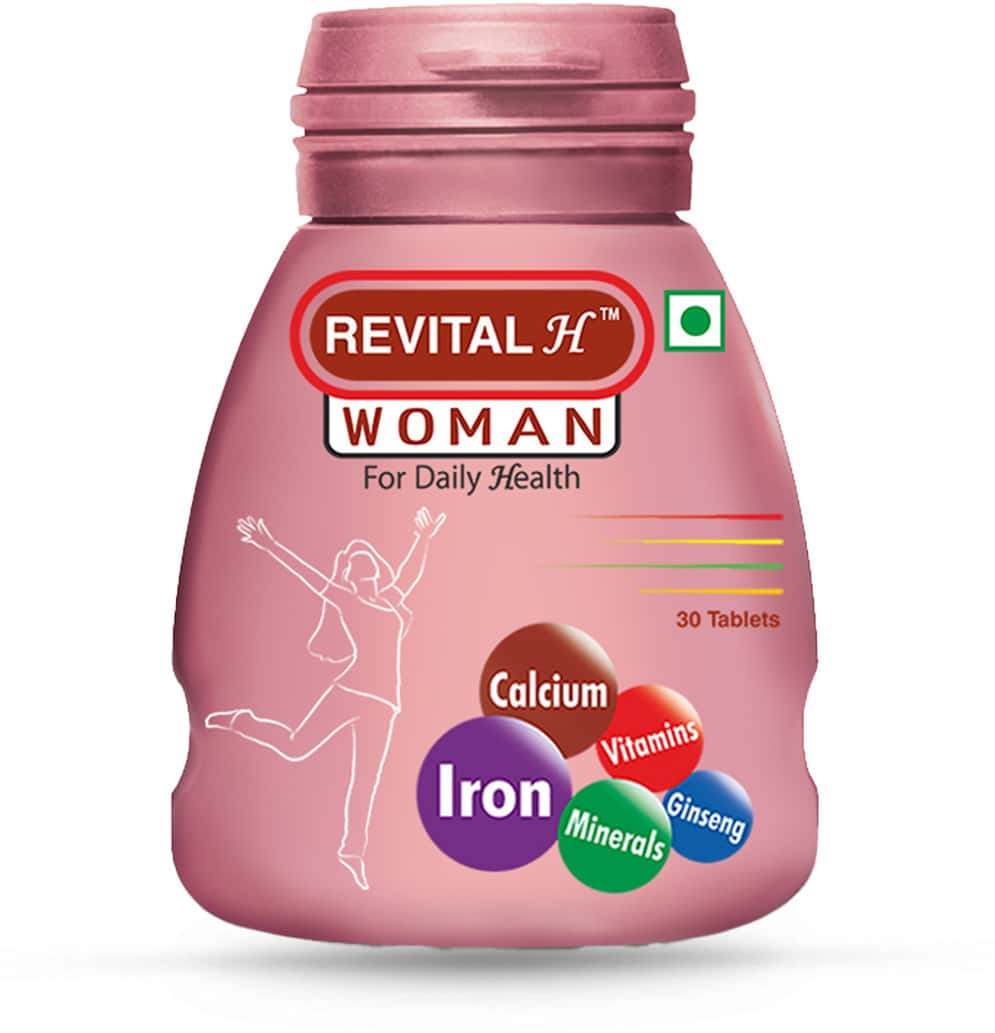 REVITAL H™
WOMAN
For Daily Health
30 Tablets
Calcium
Vitamins
Iron
Minerals
Ginseng